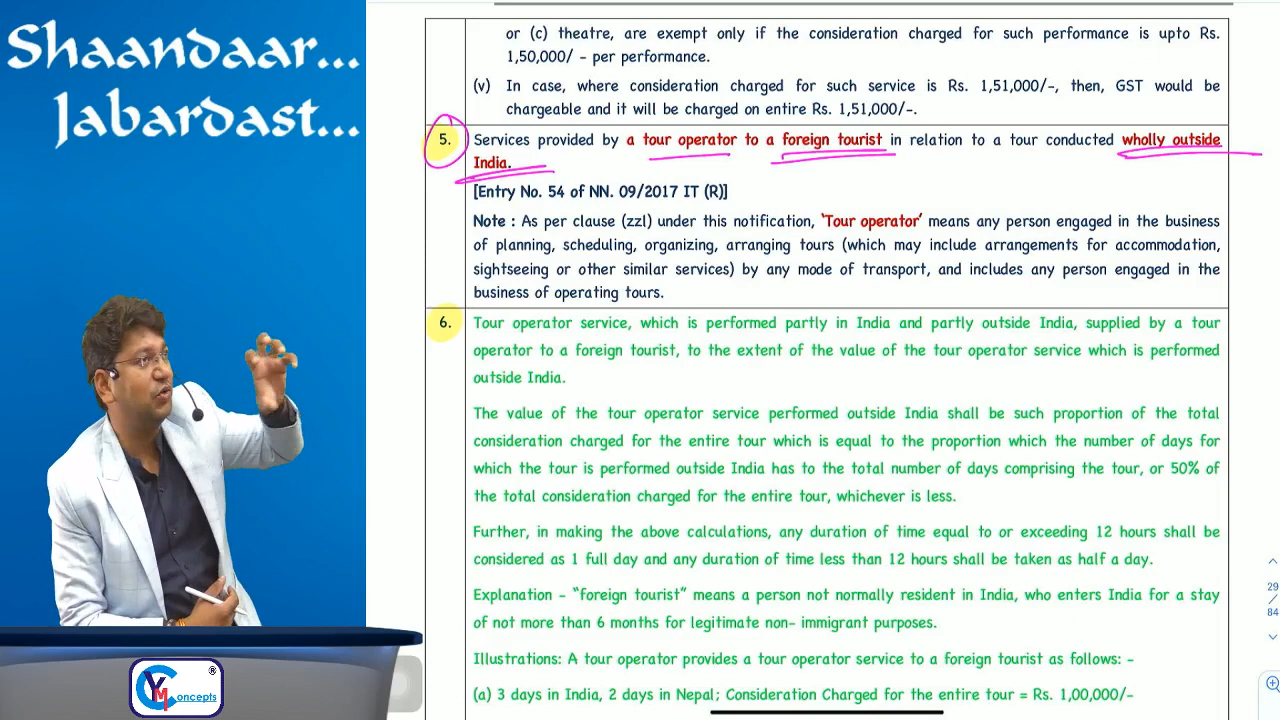 Shaandaar...
Jabardast...
or (c) theatre, are exempt only if the consideration charged for such performance is upto Rs.
1,50,000/ - per performance.
(v) In case, where consideration charged for such service is Rs. 1,51,000/-, then, GST would be
chargeable and it will be charged on entire Rs. 1,51,000/-.
5. Services provided by a tour operator to a foreign tourist in relation to a tour conducted wholly outside
India.
[Entry No. 54 of NN. 09/2017 IT (R)]
Note : As per clause (zzl) under this notification, 'Tour operator' means any person engaged in the business
of planning, scheduling, organizing, arranging tours (which may include arrangements for accommodation,
sightseeing or other similar services) by any mode of transport, and includes any person engaged in the
business of operating tours.
6. Tour operator service, which is performed partly in India and partly outside India, supplied by a tour
operator to a foreign tourist, to the extent of the value of the tour operator service which is performed
outside India.
The value of the tour operator service performed outside India shall be such proportion of the total
consideration charged for the entire tour which is equal to the proportion which the number of days for
which the tour is performed outside India has to the total number of days comprising the tour, or 50% of
the total consideration charged for the entire tour, whichever is less.
Further, in making the above calculations, any duration of time equal to or exceeding 12 hours shall be
considered as 1 full day and any duration of time less than 12 hours shall be taken as half a day.
Explanation - "foreign tourist" means a person not normally resident in India, who enters India for a stay
of not more than 6 months for legitimate non- immigrant purposes.
Illustrations: A tour operator provides a tour operator service to a foreign tourist as follows: -
(a) 3 days in India, 2 days in Nepal; Consideration Charged for the entire tour = Rs. 1,00,000/-
29
/
84
YM Concepts ®